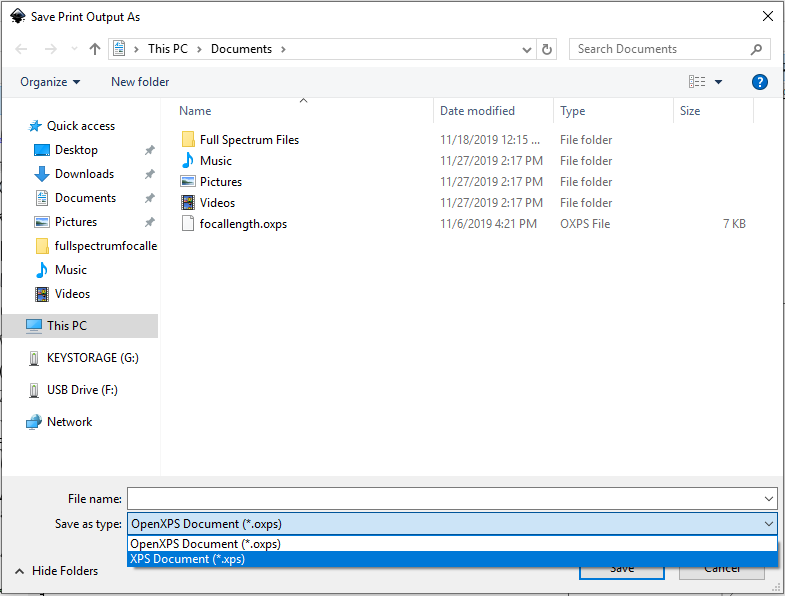 Save Print Output As
This PC > Documents >
Search Documents
Organize
New folder
?
Name
Date modified
Type
Size
Quick access
Desktop
Downloads
Documents
Pictures
fullspectrumfocalle
Music
Videos
This PC
KEYSTORAGE (G:)
USB Drive (F:)
Network
Full Spectrum Files 11/18/2019 12:15 ... File folder
Music 11/27/2019 2:17 PM File folder
Pictures 11/27/2019 2:17 PM File folder
Videos 11/27/2019 2:17 PM File folder
focallength.oxps 11/6/2019 4:21 PM OXPS File 7 KB
File name:
Save as type: OpenXPS Document (*.oxps)
OpenXPS Document (*.oxps)
XPS Document (*.xps)
Hide Folders
Save
Cancel